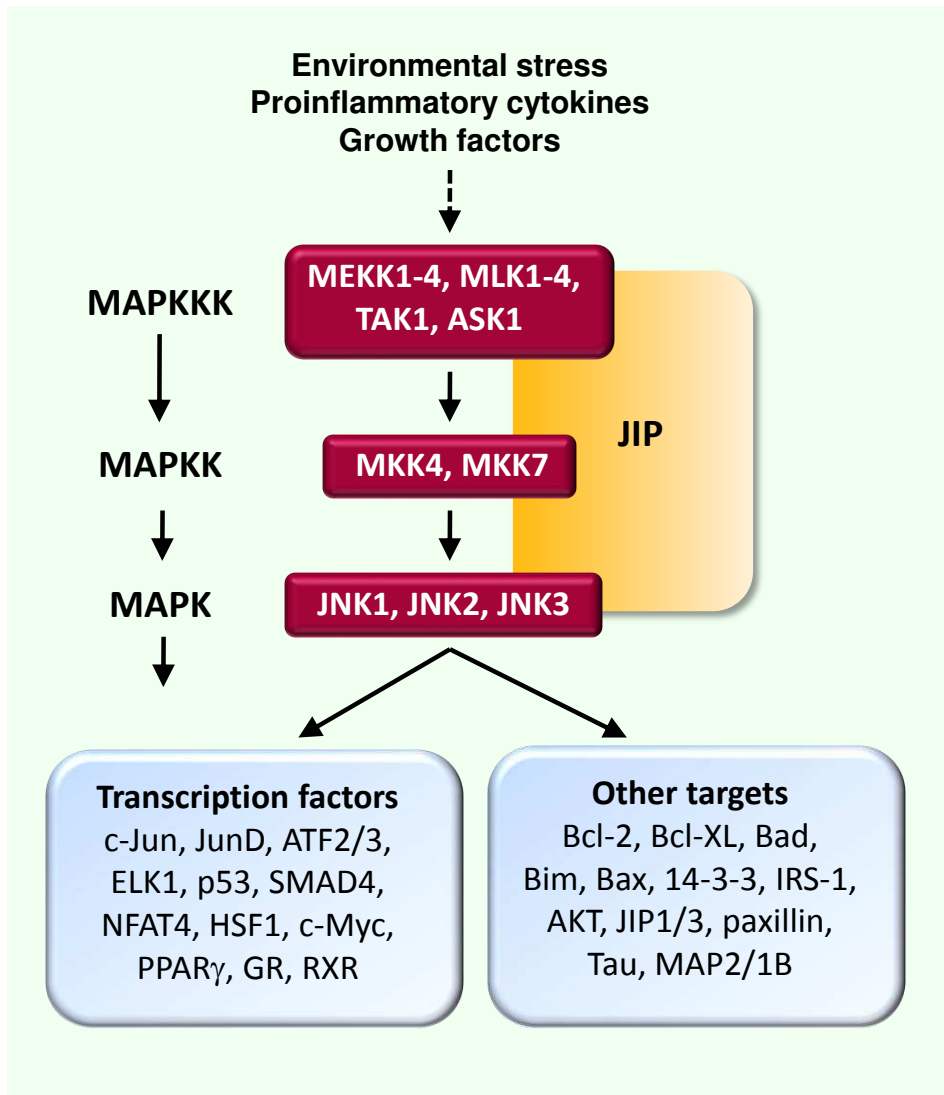 Environmental stress
Proinflammatory cytokines
Growth factors
MAPKKK
MEKK1-4, MLK1-4,
TAK1, ASK1
JIP
MAPKK
MKK4, MKK7
MAPK
JNK1, JNK2, JNK3
Transcription factors
c-Jun, JunD, ATF2/3,
ELK1, p53, SMAD4,
NFAT4, HSF1, c-Myc,
PPARγ, GR, RXR
Other targets
Bcl-2, Bcl-XL, Bad,
Bim, Bax, 14-3-3, IRS-1,
AKT, JIP1/3, paxillin,
Tau, MAP2/1B